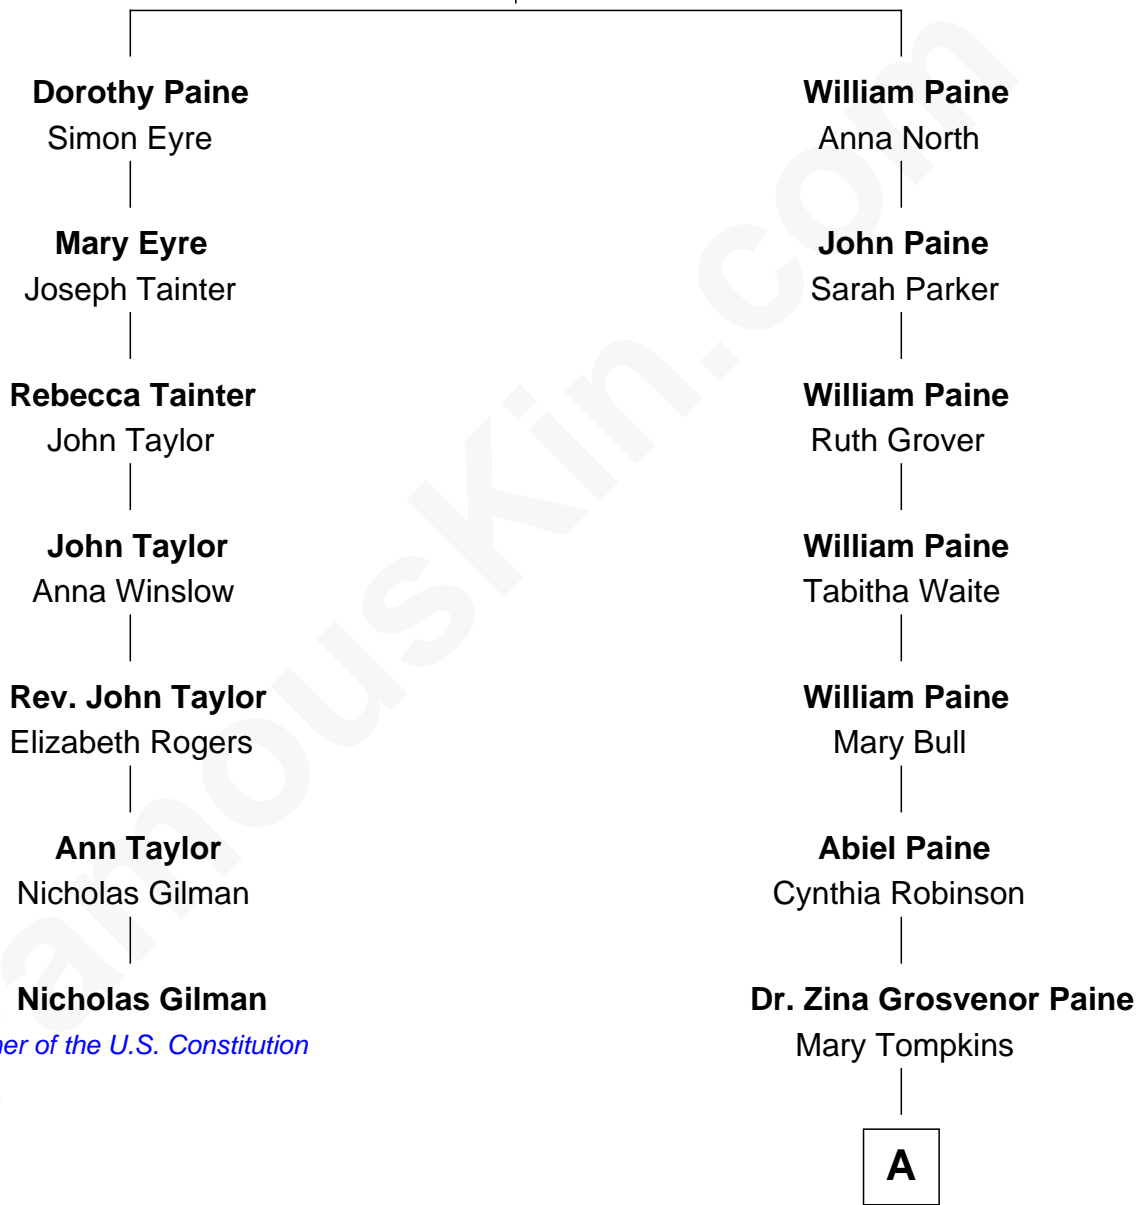 Dorothy Paine
Simon Eyre
William Paine
Anna North
Mary Eyre
Joseph Tainter
John Paine
Sarah Parker
Rebecca Tainter
John Taylor
William Paine
Ruth Grover
John Taylor
Anna Winslow
William Paine
Tabitha Waite
Rev. John Taylor
Elizabeth Rogers
William Paine
Mary Bull
Ann Taylor
Nicholas Gilman
Abiel Paine
Cynthia Robinson
Nicholas Gilman
of the U.S. Constitution
Dr. Zina Grosvenor Paine
Mary Tompkins
A
amousKin.com